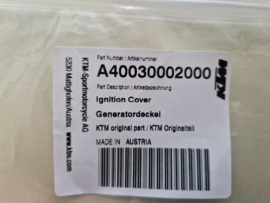 Part Number / Artikelnummer
A40030002000
Part Description / Artikelbezeichnung
Ignition Cover
Generatordeckel
KTM original part / KTM Originalteil
MADE IN AUSTRIA
KTM
KTM-Sportmotorcycle AG
5230 Mattighofen/Austria
www.ktm.com